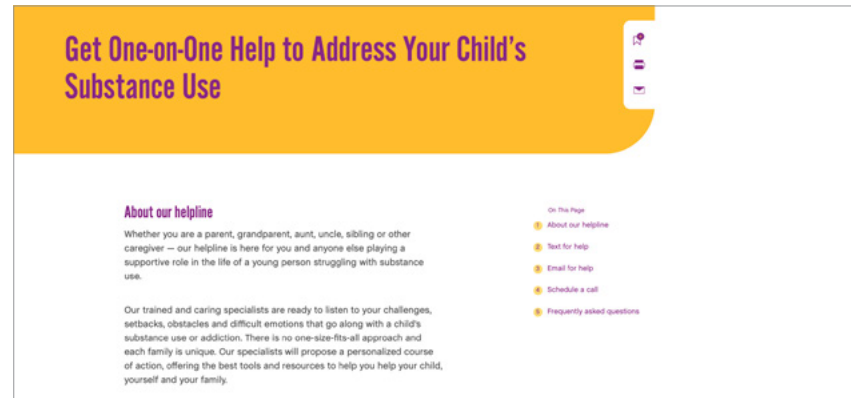 Get One-on-One Help to Address Your Child's
Substance Use
About our helpline
Whether you are a parent, grandparent, aunt, uncle, sibling or other
caregiver — our helpline is here for you and anyone else playing a
supportive role in the life of a young person struggling with substance
use.
Our trained and caring specialists are ready to listen to your challenges,
setbacks, obstacles and difficult emotions that go along with a child's
substance use or addiction. There is no one-size-fits-all approach and
each family is unique. Our specialists will propose a personalized course
of action, offering the best tools and resources to help you help your child,
yourself and your family.
On This Page
1 About our helpline
2 Text for help
3 Email for help
4 Schedule a call
5 Frequently asked questions